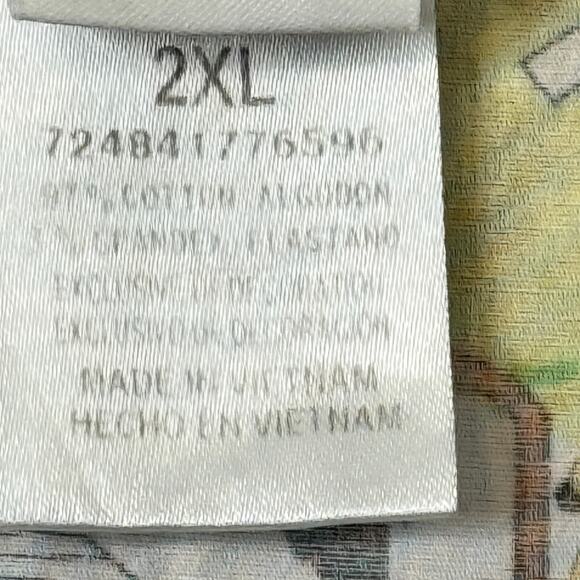 2XL
724841776596
97% COTTON ALGODON
SPANDEX ELASTANO
EXCLUSIVE OF DECORATION
EXCLUSIVO DE DECORACION
MADE IN VIETNAM
HECHO EN VIETNAM